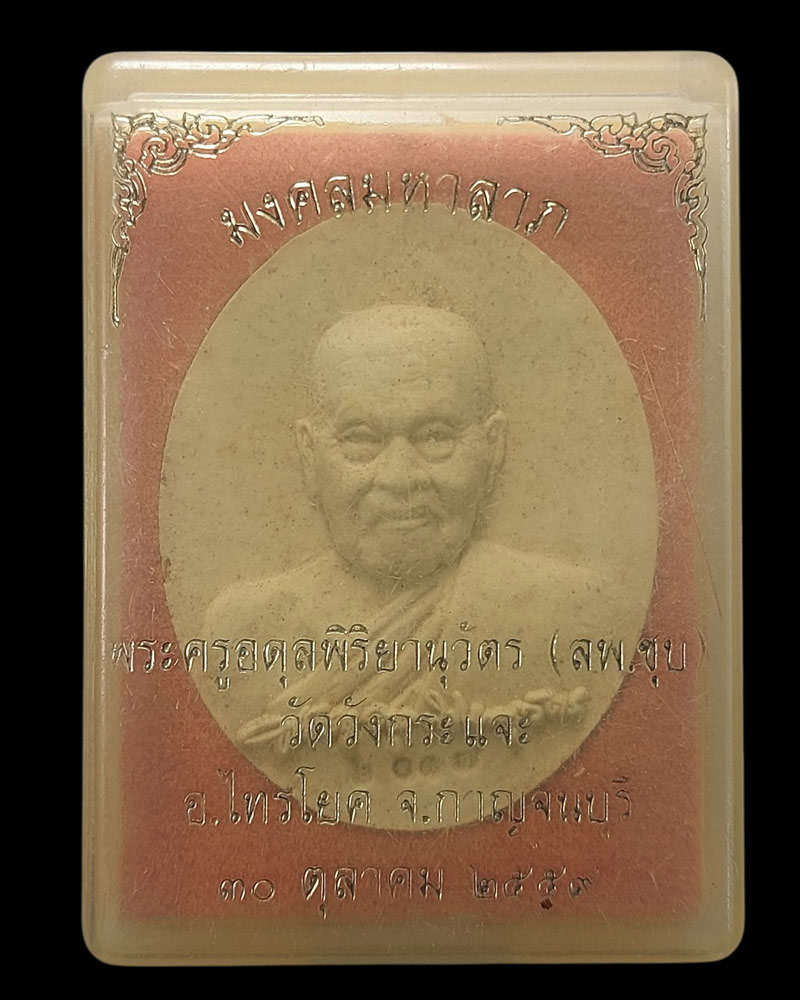 มงคลมหาลาภ
พระครูอดุลพิริยานุวัตร (ลพ.ชุบ)
วัดวังกระแจะ
อ.ไทรโยค จ.กาญจนบุรี
๓๐ ตุลาคม ๒๕๕๙